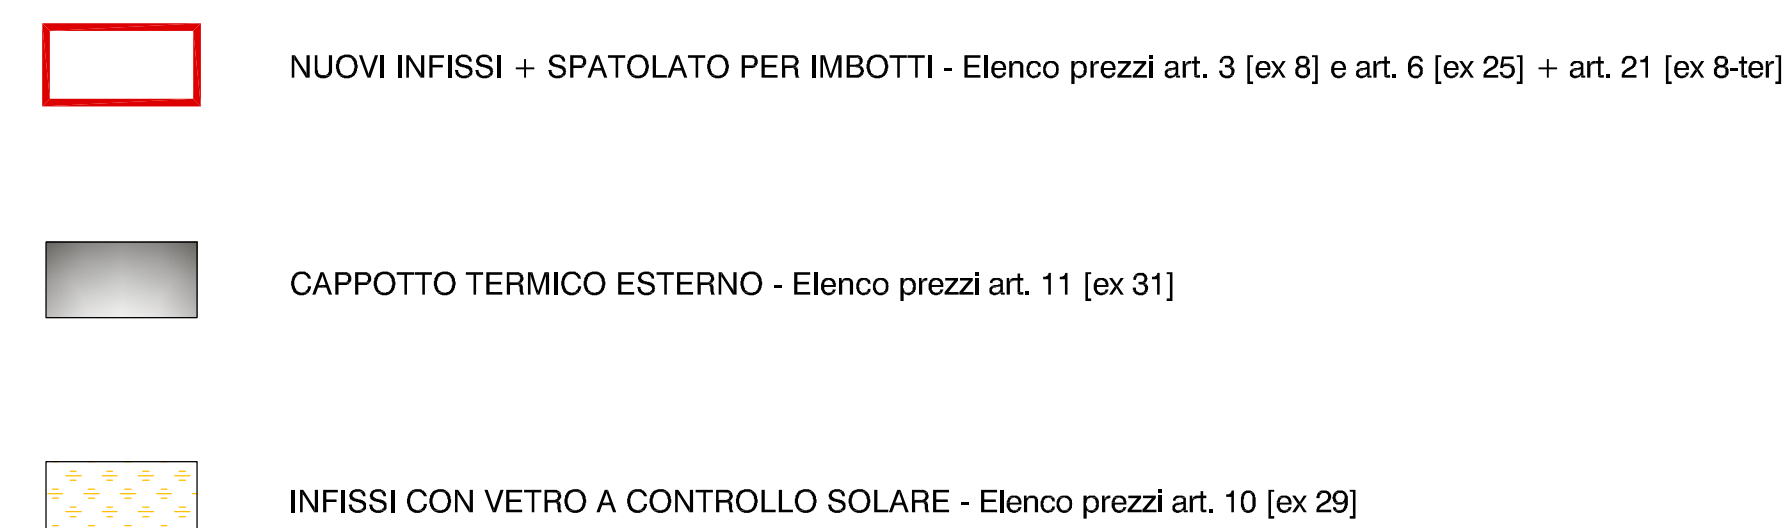 NUOVI INFISSI + SPATOLATO PER IMBOTTI - Elenco prezzi art. 3 [ex 8] e art. 6 [ex 25] + art. 21 [ex 8-ter]
CAPPOTTO TERMICO ESTERNO - Elenco prezzi art. 11 [ex 31]
INFISSI CON VETRO A CONTROLLO SOLARE - Elenco prezzi art. 10 [ex 29]